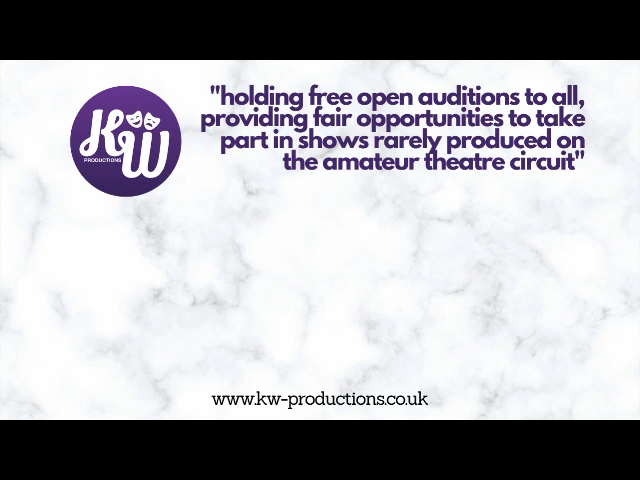 KW
PRODUCTIONS
"holding free open auditions to all,
providing fair opportunities to take
part in shows rarely produced on
the amateur theatre circuit"
www.kw-productions.co.uk